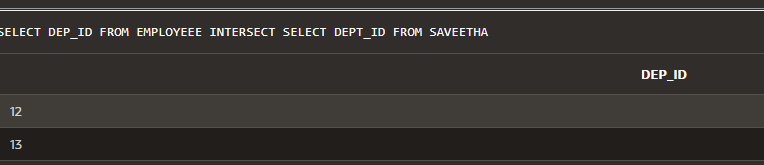 SELECT DEP_ID FROM EMPLOYEEE INTERSECT SELECT DEPT_ID FROM SAVEETHA
DEP_ID
12
13